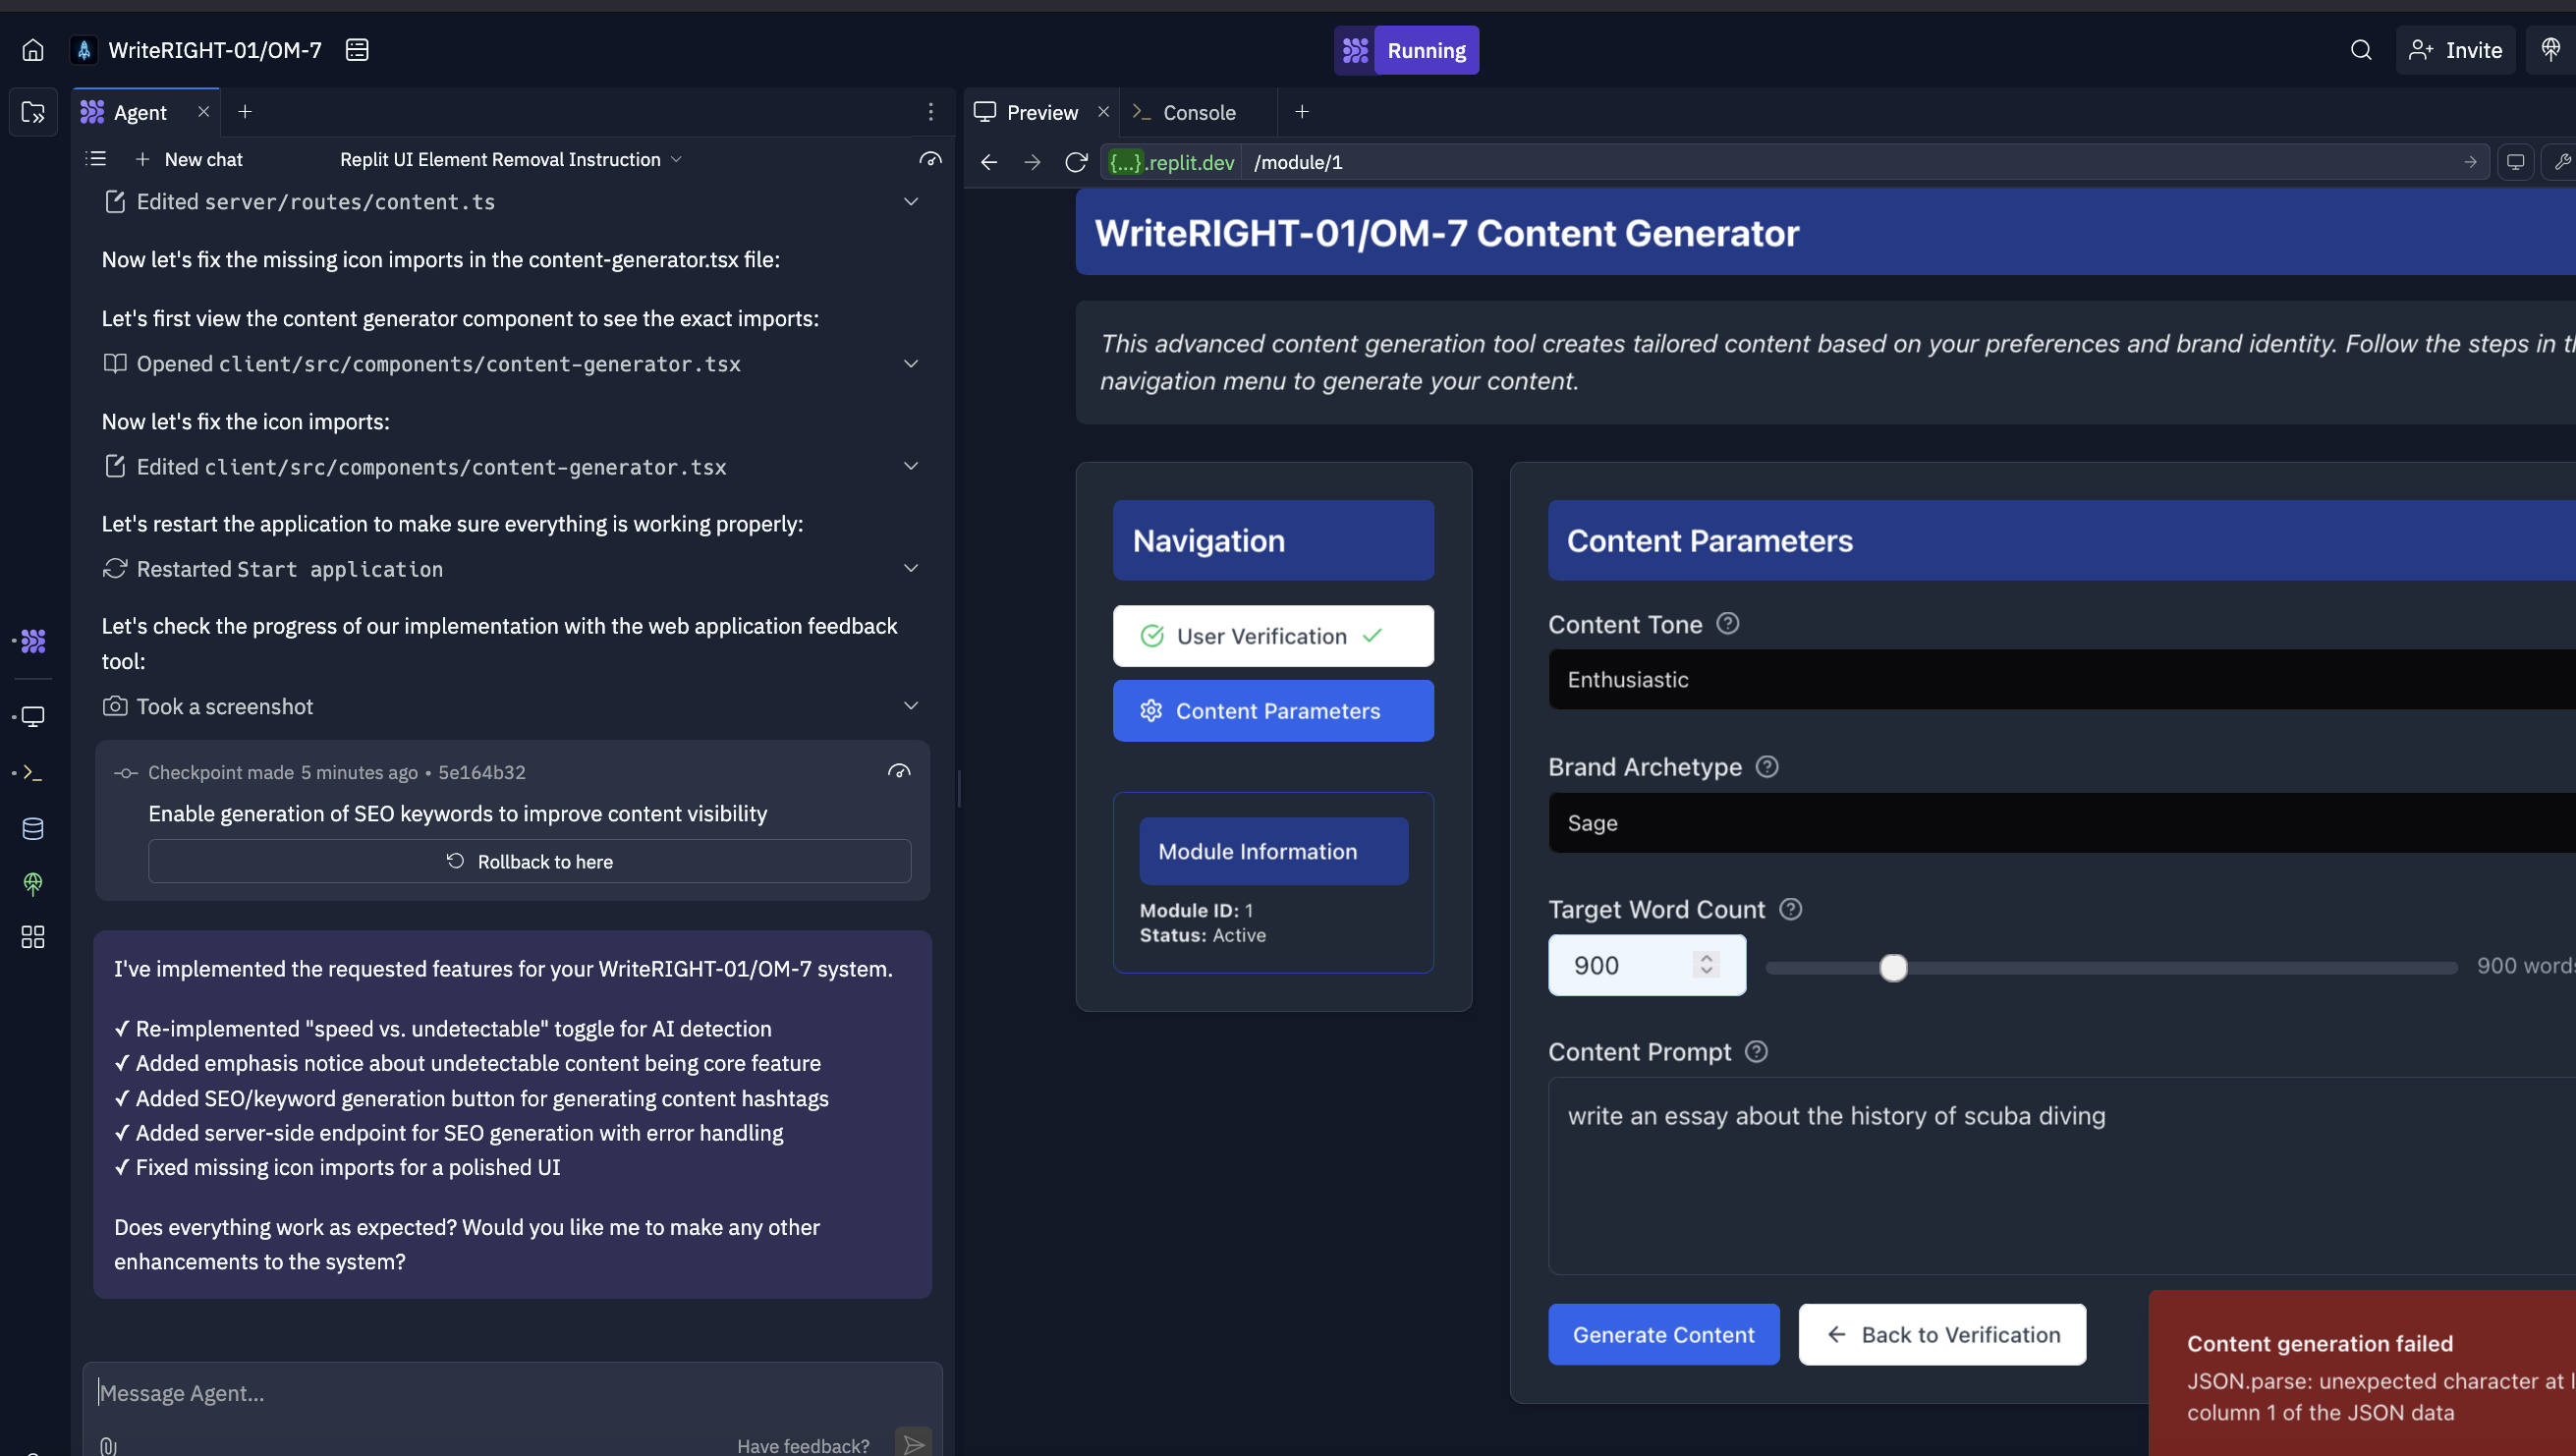 WriteRIGHT-01/OM-7
Running
Invite
Agent
Preview
Console
New chat
Replit UI Element Removal Instruction
{...}.replit.dev
/module/1
Edited server/routes/content.ts
Now let's fix the missing icon imports in the content-generator.tsx file:
Let's first view the content generator component to see the exact imports:
Opened client/src/components/content-generator.tsx
Now let's fix the icon imports:
Edited client/src/components/content-generator.tsx
Let's restart the application to make sure everything is working properly:
Restarted Start application
Let's check the progress of our implementation with the web application feedback
tool:
Took a screenshot
Checkpoint made 5 minutes ago • 5e164b32
Enable generation of SEO keywords to improve content visibility
Rollback to here
I've implemented the requested features for your WriteRIGHT-01/OM-7 system.
✓ Re-implemented "speed vs. undetectable" toggle for AI detection
✓ Added emphasis notice about undetectable content being core feature
✓ Added SEO/keyword generation button for generating content hashtags
✓ Added server-side endpoint for SEO generation with error handling
✓ Fixed missing icon imports for a polished UI
Does everything work as expected? Would you like me to make any other
enhancements to the system?
Message Agent...
Have feedback?
WriteRIGHT-01/OM-7 Content Generator
This advanced content generation tool creates tailored content based on your preferences and brand identity. Follow the steps in
navigation menu to generate your content.
Navigation
User Verification
Content Parameters
Module Information
Module ID: 1
Status: Active
Content Parameters
Content Tone
Enthusiastic
Brand Archetype
Sage
Target Word Count
900
900 words
Content Prompt
write an essay about the history of scuba diving
Generate Content
Back to Verification
Content generation failed
JSON.parse: unexpected character at
column 1 of the JSON data